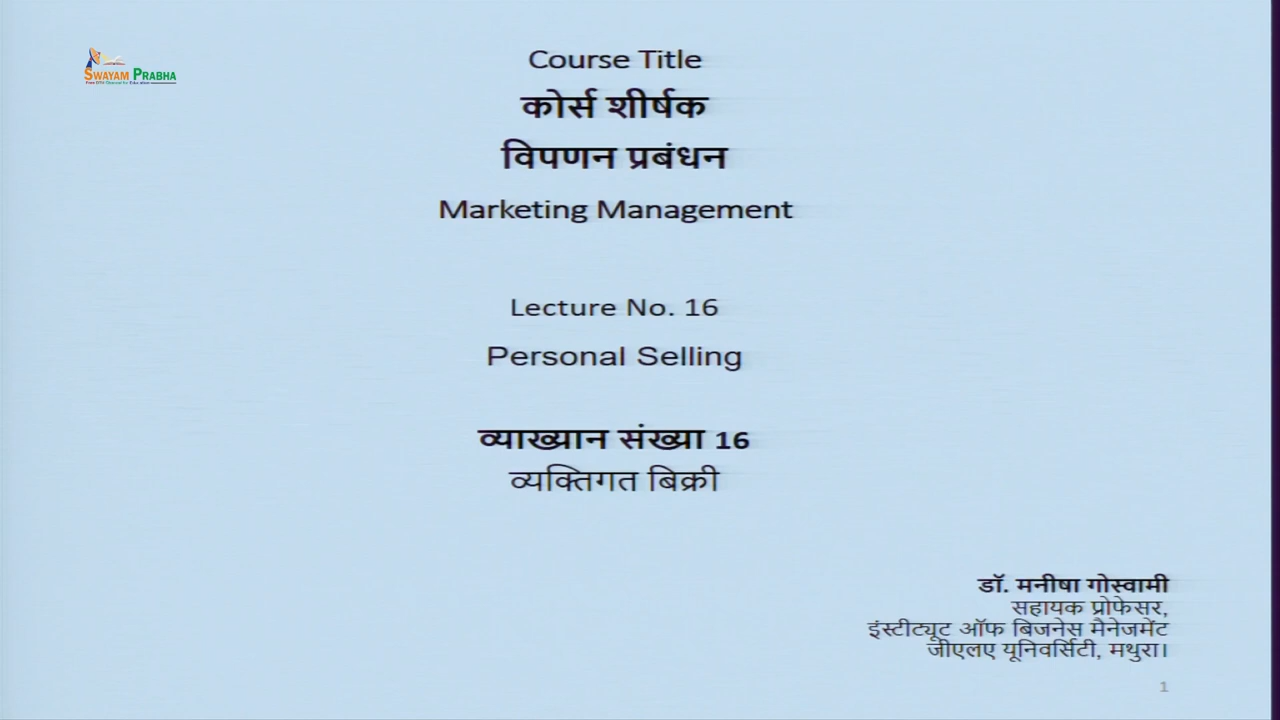 SWAYAM PRABHA
Course Title
कोर्स शीर्षक
विपणन प्रबंधन
Marketing Management
Lecture No. 16
Personal Selling
व्याख्यान संख्या 16
व्यक्तिगत बिक्री
डॉ. मनीषा गोस्वामी
सहायक प्रोफेसर,
इंस्टीट्यूट ऑफ बिजनेस मैनेजमेंट
जीएलए यूनिवर्सिटी, मथुरा।
1